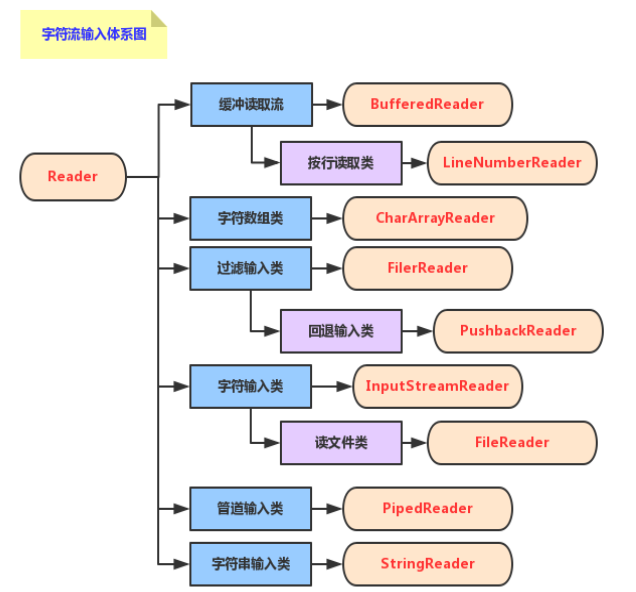 字符流输入体系图
缓冲读取流
BufferedReader
按行读取类
LineNumberReader
Reader
字符数组类
CharArrayReader
过滤输入类
FilerReader
回退输入类
PushbackReader
字符输入类
InputStreamReader
读文件类
FileReader
管道输入类
PipedReader
字符串输入类
StringReader